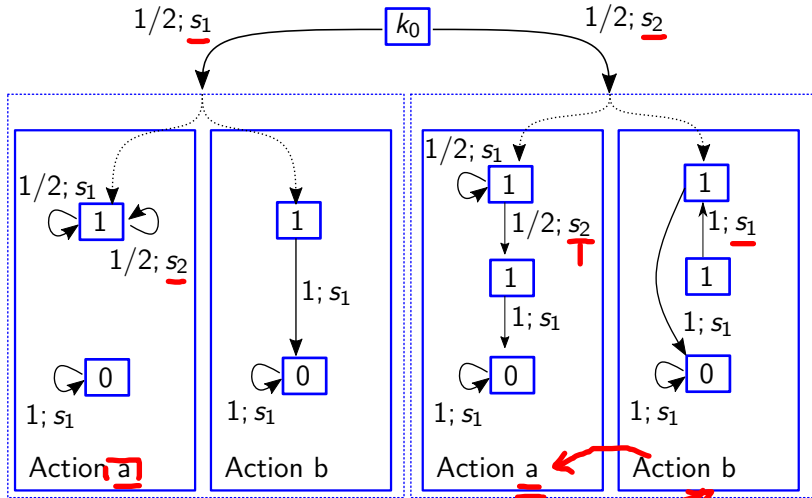 1/2; s₁ k₀ 1/2; s₂
1/2; s₁
1
1/2; s₂
0
1; s₁
Action a
1
1; s₁
0
1; s₁
Action b
1/2; s₁
1
1/2; s₂
1
1; s₁
0
1; s₁
Action a
1
1; s₁
1
1; s₁
0
1; s₁
Action b